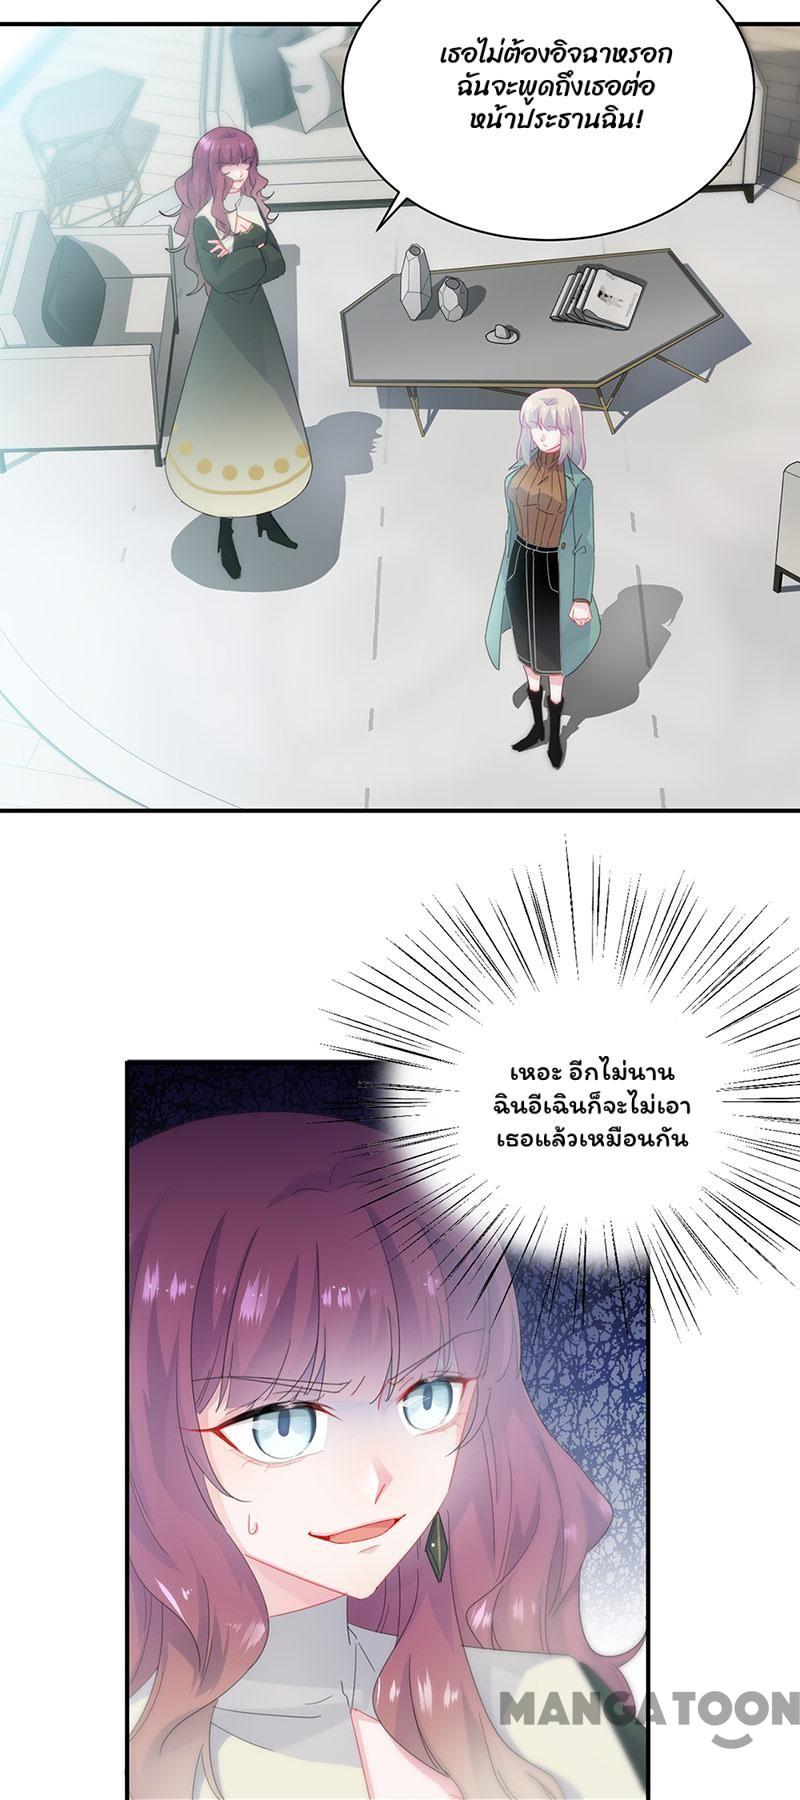 เธอไม่ต้องอิจฉาหรอก
ฉันจะพูดถึงเธอต่อ
หน้าประธานฉิน!
เหอะ อีกไม่นาน
ฉินอีเฉินก็จะไม่เอา
เธอแล้วเหมือนกัน
MANGATOON